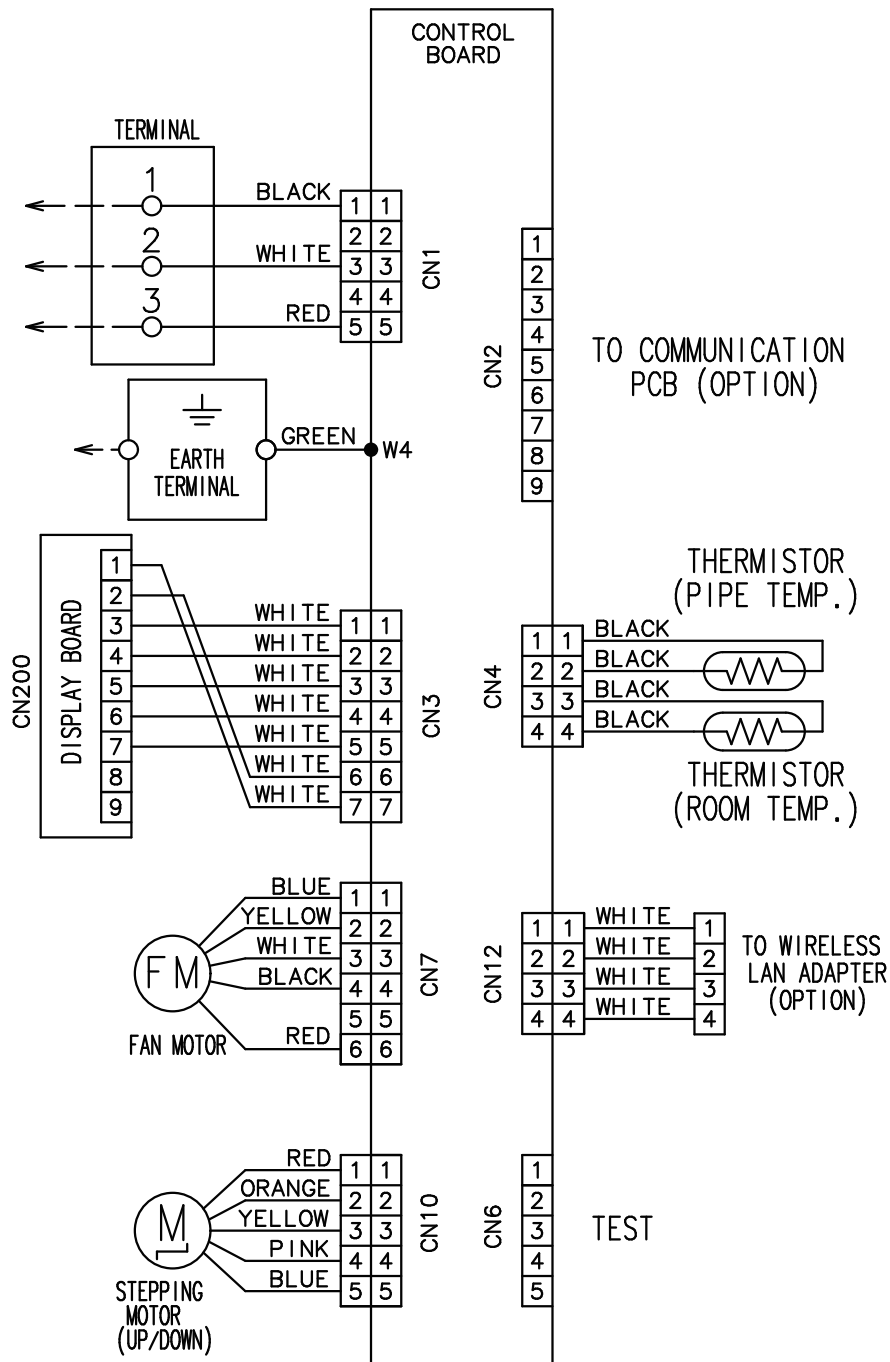 CONTROL
BOARD
TERMINAL
1
BLACK
2
WHITE
3
RED
1 1
2 2
3 3
4 4
5 5
CN1
EARTH
TERMINAL
GREEN
W4
CN2
1
2
3
4
5
6
7
8
9
TO COMMUNICATION
PCB (OPTION)
CN200
DISPLAY BOARD
1
2
3
4
5
6
7
8
9
WHITE
WHITE
WHITE
WHITE
WHITE
WHITE
WHITE
1 1
2 2
3 3
4 4
5 5
6 6
7 7
CN3
THERMISTOR
(PIPE TEMP.)
CN4
1 1 BLACK
2 2 BLACK
3 3 BLACK
4 4 BLACK
THERMISTOR
(ROOM TEMP.)
FM
FAN MOTOR
BLUE 1 1
YELLOW 2 2
WHITE 3 3
BLACK 4 4
5 5
RED 6 6
CN7
CN12
1 1 WHITE 1
2 2 WHITE 2
3 3 WHITE 3
4 4 WHITE 4
TO WIRELESS
LAN ADAPTER
(OPTION)
M
STEPPING
MOTOR
(UP/DOWN)
RED 1 1
ORANGE 2 2
YELLOW 3 3
PINK 4 4
BLUE 5 5
CN10
CN6
1
2
3
4
5
TEST